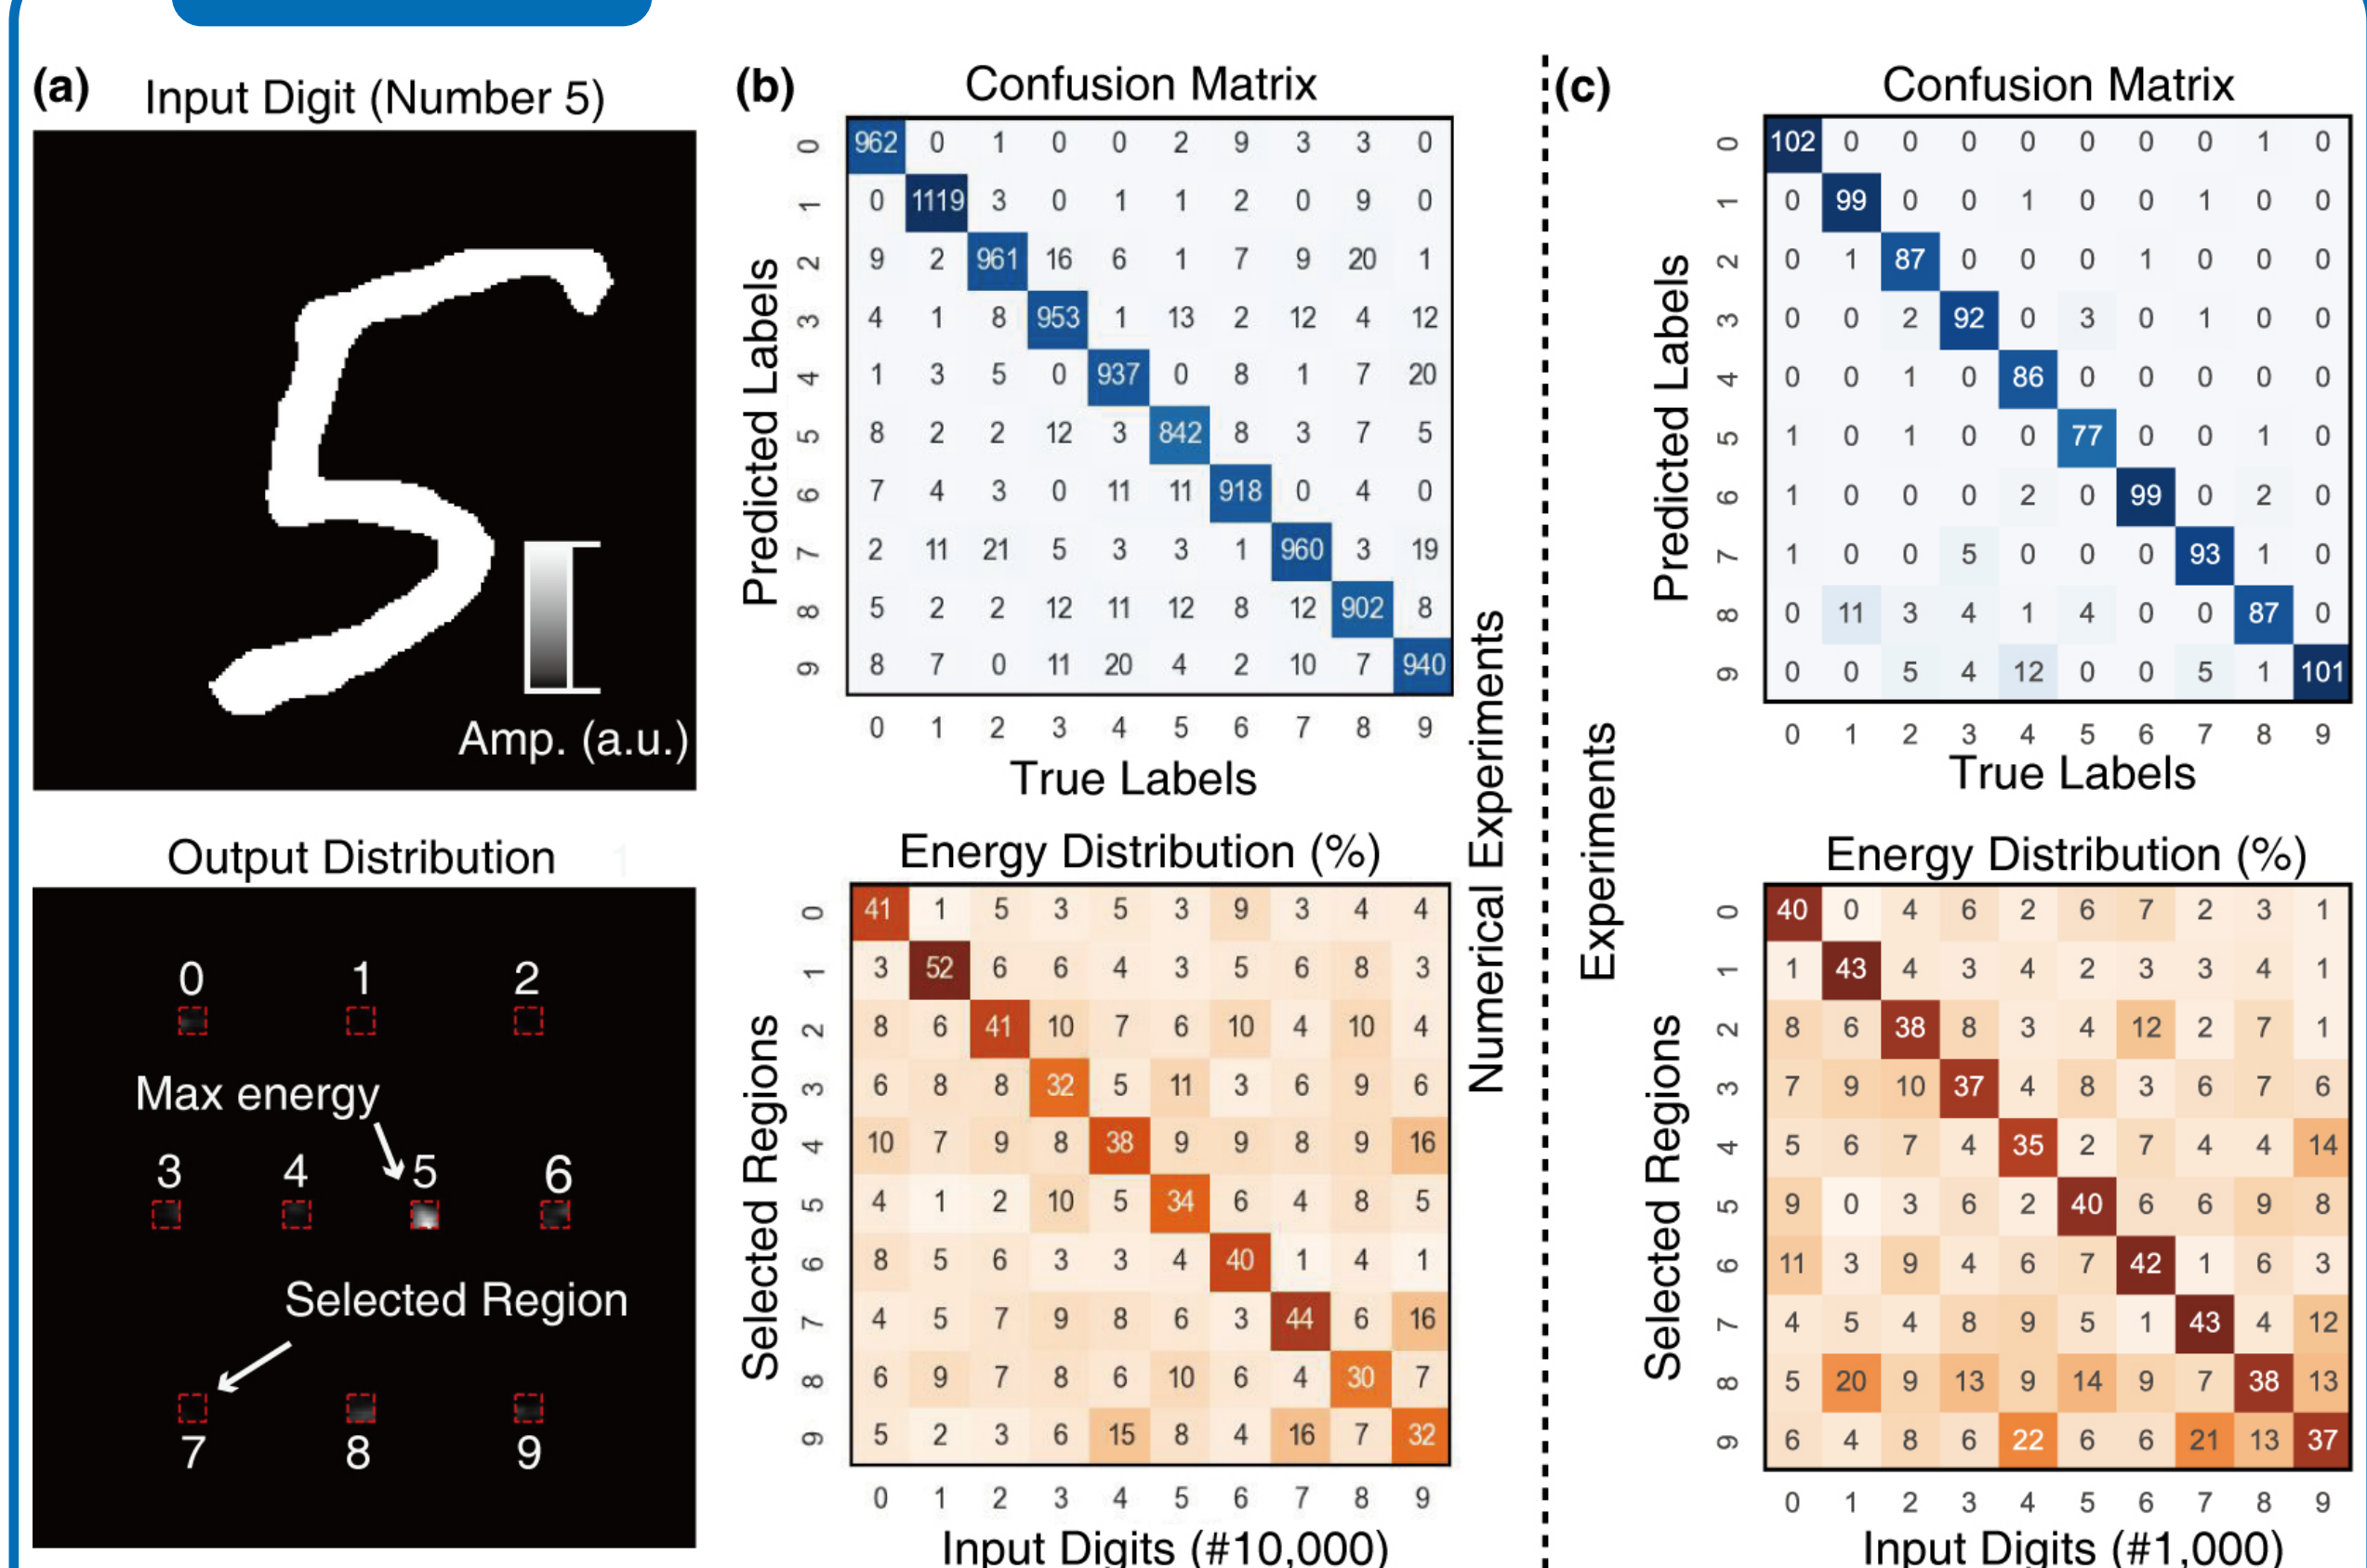 (a)
Input Digit (Number 5)
Amp. (a.u.)
Output Distribution
0 1 2
Max energy
3 4 5 6
Selected Region
7 8 9
(b)
Confusion Matrix
Predicted Labels
0 962 0 1 0 0 2 9 3 3 0
1 0 1119 3 0 1 1 2 0 9 0
2 9 2 961 16 6 1 7 9 20 1
3 4 1 8 953 1 13 2 12 4 12
4 1 3 5 0 937 0 8 1 7 20
5 8 2 2 12 3 842 8 3 7 5
6 7 4 3 0 11 11 918 0 4 0
7 2 11 21 5 3 3 1 960 3 19
8 5 2 2 12 11 12 8 12 902 8
9 8 7 0 11 20 4 2 10 7 940
0 1 2 3 4 5 6 7 8 9
True Labels
Energy Distribution (%)
Selected Regions
0 41 1 5 3 5 3 9 3 4 4
1 3 52 6 6 4 3 5 6 8 3
2 8 6 41 10 7 6 10 4 10 4
3 6 8 8 32 5 11 3 6 9 6
4 10 7 9 8 38 9 9 8 9 16
5 4 1 2 10 5 34 6 4 8 5
6 8 5 6 3 3 4 40 1 4 1
7 4 5 7 9 8 6 3 44 6 16
8 6 9 7 8 6 10 6 4 30 7
9 5 2 3 6 15 8 4 16 7 32
0 1 2 3 4 5 6 7 8 9
Input Digits (#10,000)
Numerical Experiments
Experiments
(c)
Confusion Matrix
Predicted Labels
0 102 0 0 0 0 0 0 0 1 0
1 0 99 0 0 1 0 0 1 0 0
2 0 1 87 0 0 0 1 0 0 0
3 0 0 2 92 0 3 0 1 0 0
4 0 0 1 0 86 0 0 0 0 0
5 1 0 1 0 0 77 0 0 1 0
6 1 0 0 0 2 0 99 0 2 0
7 1 0 0 5 0 0 0 93 1 0
8 0 11 3 4 1 4 0 0 87 0
9 0 0 5 4 12 0 0 5 1 101
0 1 2 3 4 5 6 7 8 9
True Labels
Energy Distribution (%)
Selected Regions
0 40 0 4 6 2 6 7 2 3 1
1 1 43 4 3 4 2 3 3 4 1
2 8 6 38 8 3 4 12 2 7 1
3 7 9 10 37 4 8 3 6 7 6
4 5 6 7 4 35 2 7 4 4 14
5 9 0 3 6 2 40 6 6 9 8
6 11 3 9 4 6 7 42 1 6 3
7 4 5 4 8 9 5 1 43 4 12
8 5 20 9 13 9 14 9 7 38 13
9 6 4 8 6 22 6 6 21 13 37
0 1 2 3 4 5 6 7 8 9
Input Digits (#1,000)